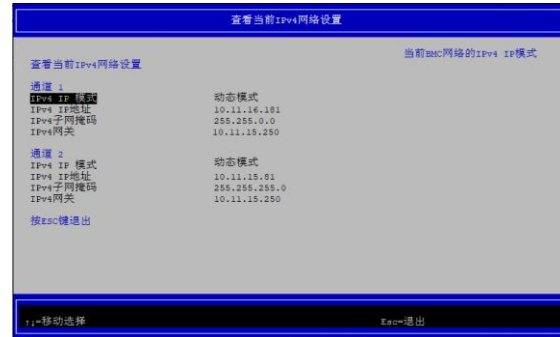 查看当前IPv4网络设置
当前BMC网络的IPv4 IP模式
查看当前IPv4网络设置
通道 1
IPv4 IP 模式 动态模式
IPv4 IP地址 10.11.16.181
IPv4子网掩码 255.255.0.0
IPv4网关 10.11.15.250
通道 2
IPv4 IP 模式 动态模式
IPv4 IP地址 10.11.15.81
IPv4子网掩码 255.255.255.0
IPv4网关 10.11.15.250
按ESC键退出
↑↓=移动选择 Esc=退出